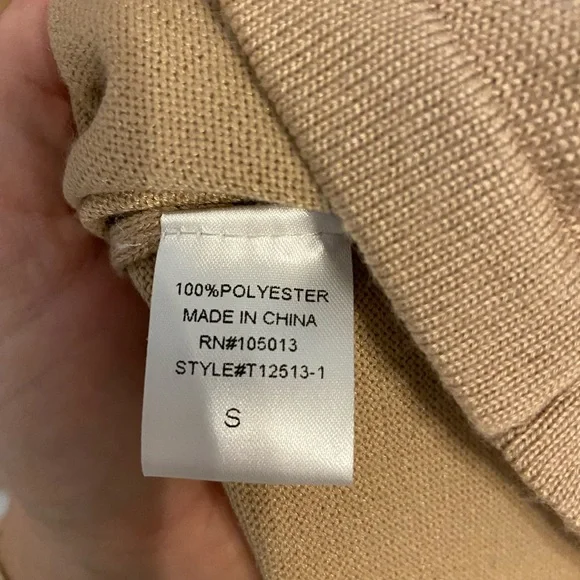 100%POLYESTER
MADE IN CHINA
RN#105013
STYLE#T12513-1
S